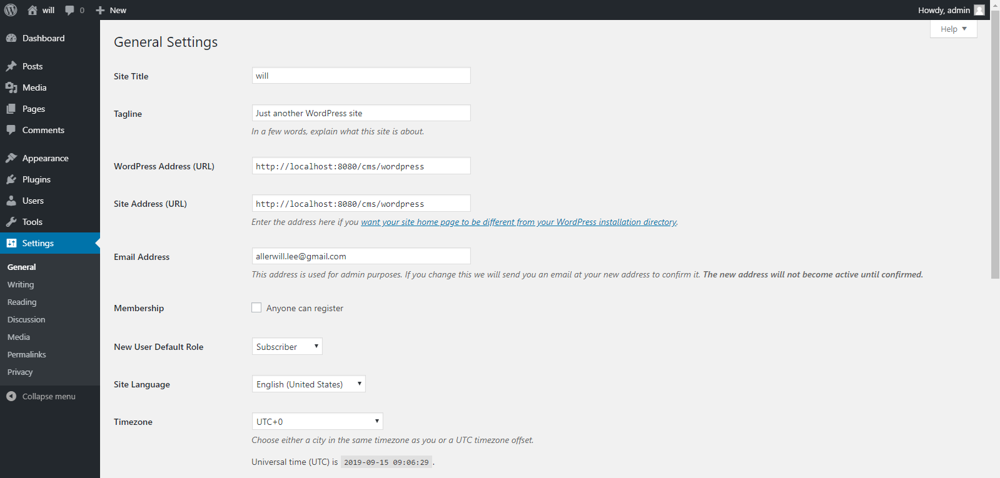 will 0 New Howdy, admin
Help
Dashboard
Posts
Media
Pages
Comments
Appearance
Plugins
Users
Tools
Settings
General
Writing
Reading
Discussion
Media
Permalinks
Privacy
Collapse menu
General Settings
Site Title will
Tagline Just another WordPress site
In a few words, explain what this site is about.
WordPress Address (URL) http://localhost:8080/cms/wordpress
Site Address (URL) http://localhost:8080/cms/wordpress
Enter the address here if you want your site home page to be different from your WordPress installation directory.
Email Address allerwill.lee@gmail.com
This address is used for admin purposes. If you change this we will send you an email at your new address to confirm it. The new address will not become active until confirmed.
Membership Anyone can register
New User Default Role Subscriber
Site Language English (United States)
Timezone UTC+0
Choose either a city in the same timezone as you or a UTC timezone offset.
Universal time (UTC) is 2019-09-15 09:06:29 .